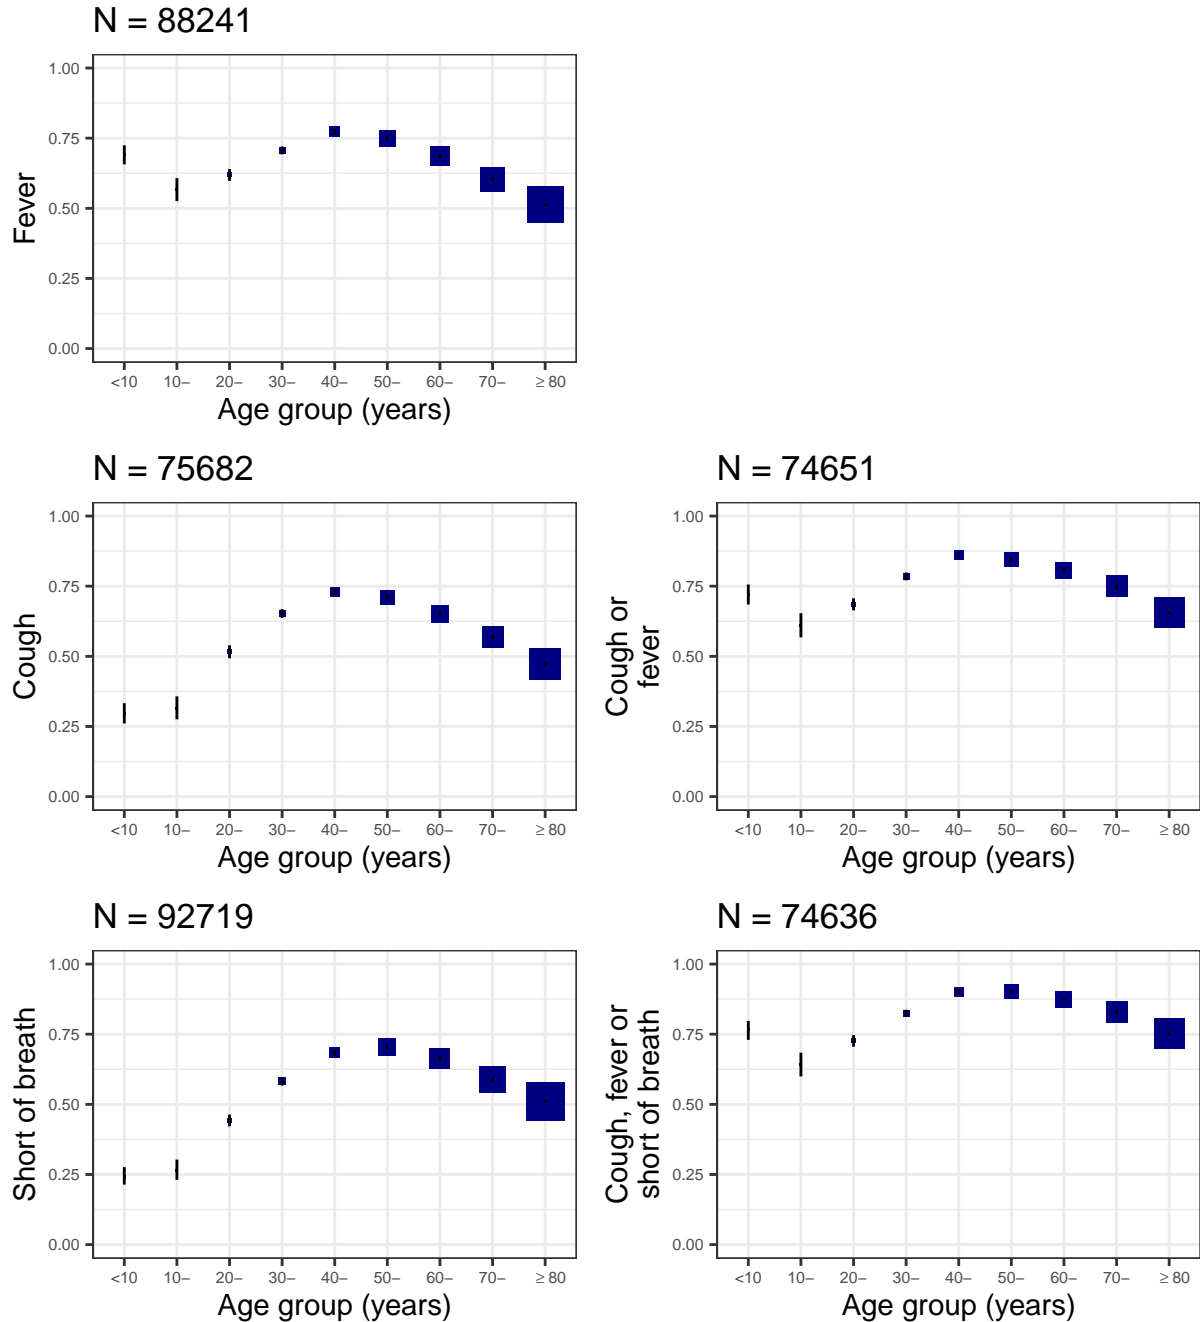 N = 88241
Fever
1.00
0.75
0.50
0.25
0.00
<10 10– 20– 30– 40– 50– 60– 70– ≥ 80
Age group (years)
N = 75682
Cough
1.00
0.75
0.50
0.25
0.00
<10 10– 20– 30– 40– 50– 60– 70– ≥ 80
Age group (years)
N = 74651
Cough or
fever
1.00
0.75
0.50
0.25
0.00
<10 10– 20– 30– 40– 50– 60– 70– ≥ 80
Age group (years)
N = 92719
Short of breath
1.00
0.75
0.50
0.25
0.00
<10 10– 20– 30– 40– 50– 60– 70– ≥ 80
Age group (years)
N = 74636
Cough, fever or
short of breath
1.00
0.75
0.50
0.25
0.00
<10 10– 20– 30– 40– 50– 60– 70– ≥ 80
Age group (years)